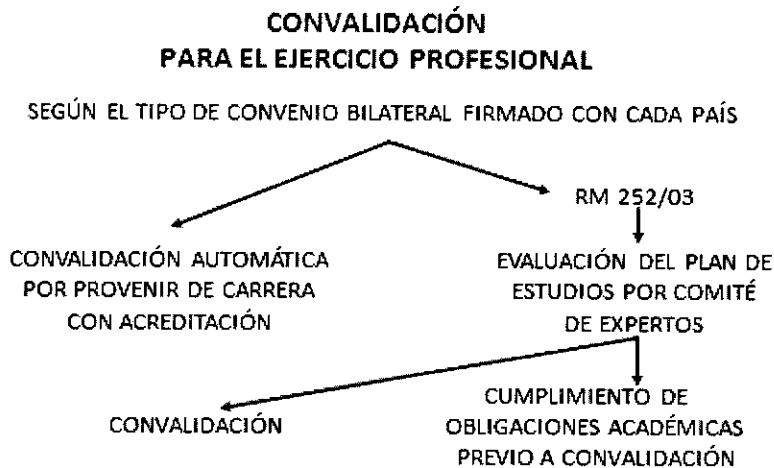 CONVALIDACIÓN
PARA EL EJERCICIO PROFESIONAL
SEGÚN EL TIPO DE CONVENIO BILATERAL FIRMADO CON CADA PAÍS
RM 252/03
CONVALIDACIÓN AUTOMÁTICA
POR PROVENIR DE CARRERA
CON ACREDITACIÓN
EVALUACIÓN DEL PLAN DE
ESTUDIOS POR COMITÉ
DE EXPERTOS
CONVALIDACIÓN
CUMPLIMIENTO DE
OBLIGACIONES ACADÉMICAS
PREVIO A CONVALIDACIÓN